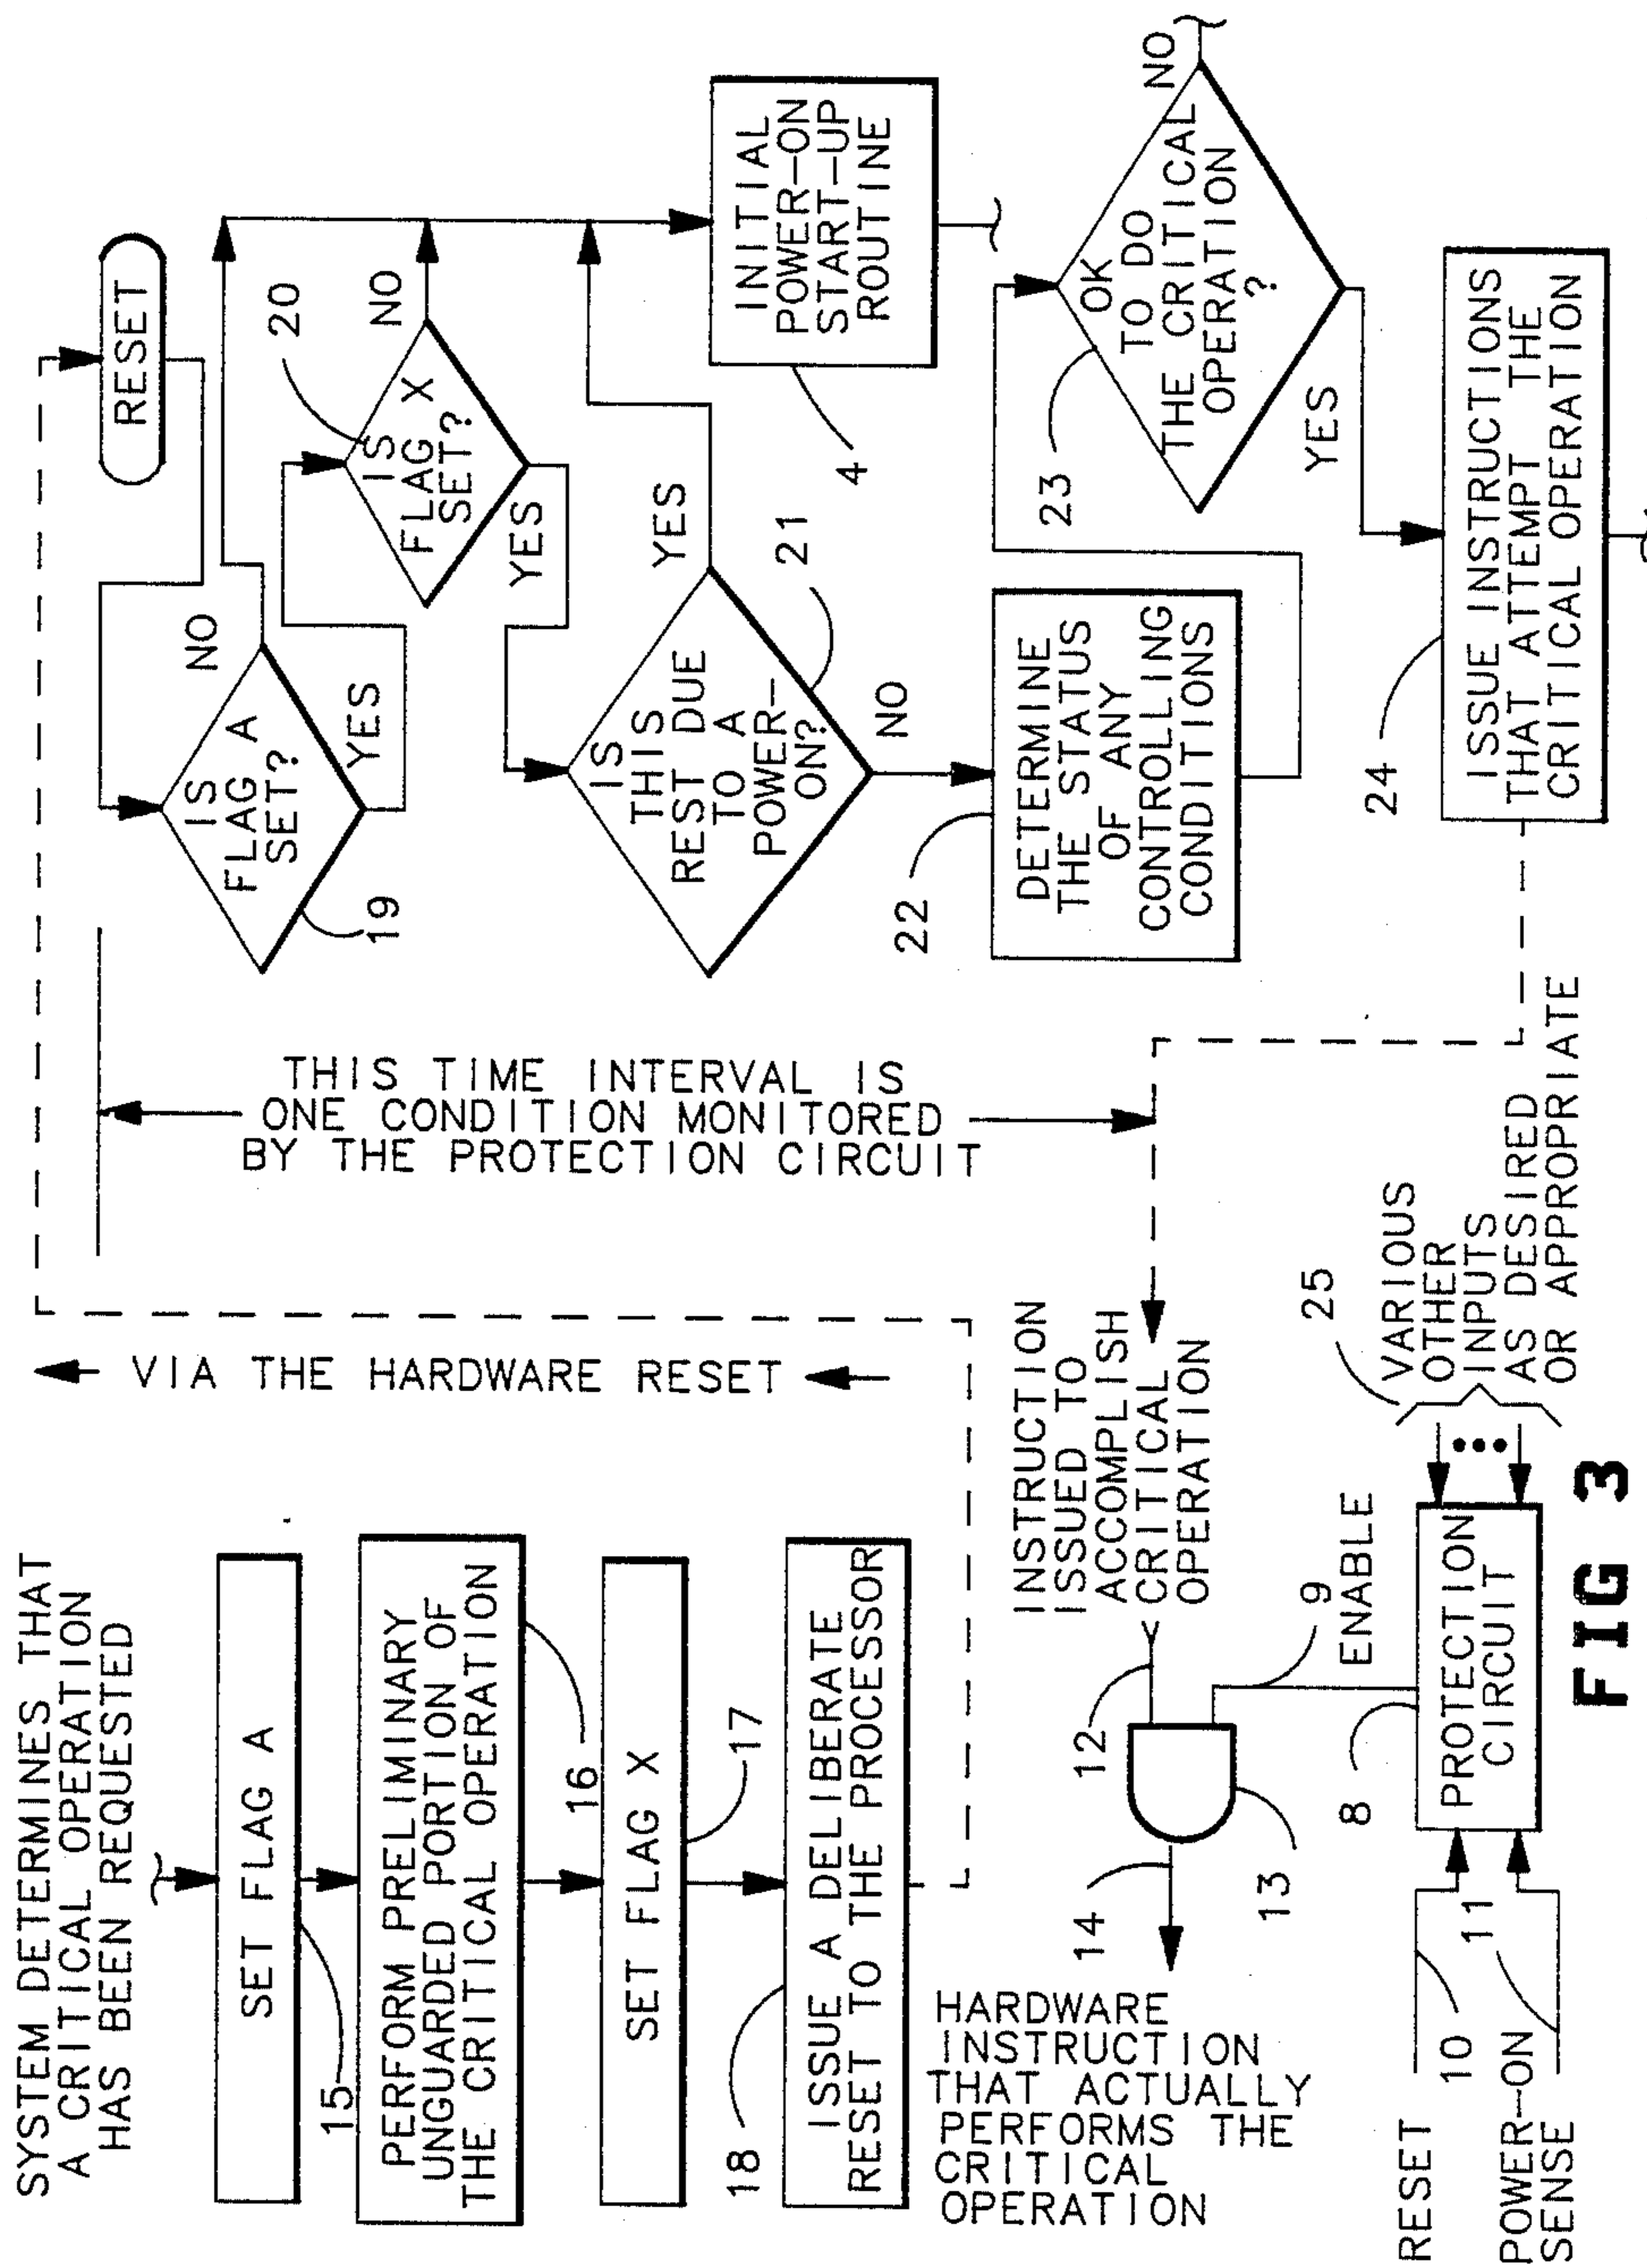 SYSTEM DETERMINES THAT
A CRITICAL OPERATION
HAS BEEN REQUESTED
SET FLAG A
15
PERFORM PRELIMINARY
UNGUARDED PORTION OF
THE CRITICAL OPERATION
16
SET FLAG X
17
18
ISSUE A DELIBERATE
RESET TO THE PROCESSOR
VIA THE HARDWARE RESET
THIS TIME INTERVAL IS
ONE CONDITION MONITORED
BY THE PROTECTION CIRCUIT
RESET
IS
FLAG A
SET?
NO
YES
19
IS
FLAG X
SET?
NO
YES
20
IS
THIS
REST DUE
TO A
POWER-
ON?
YES
NO
21
INITIAL
POWER-ON
START-UP
ROUTINE
4
22
DETERMINE
THE STATUS
OF ANY
CONTROLLING
CONDITIONS
23
OK
TO DO
THE CRITICAL
OPERATION
?
NO
YES
24
ISSUE INSTRUCTIONS
THAT ATTEMPT THE
CRITICAL OPERATION
INSTRUCTION
ISSUED TO
ACCOMPLISH
CRITICAL
OPERATION
12
13
14
HARDWARE
INSTRUCTION
THAT ACTUALLY
PERFORMS THE
CRITICAL
OPERATION
9
ENABLE
8
PROTECTION
CIRCUIT
25
VARIOUS
OTHER
INPUTS
AS DESIRED
OR APPROPRIATE
RESET
10
11
POWER-ON
SENSE
FIG 3